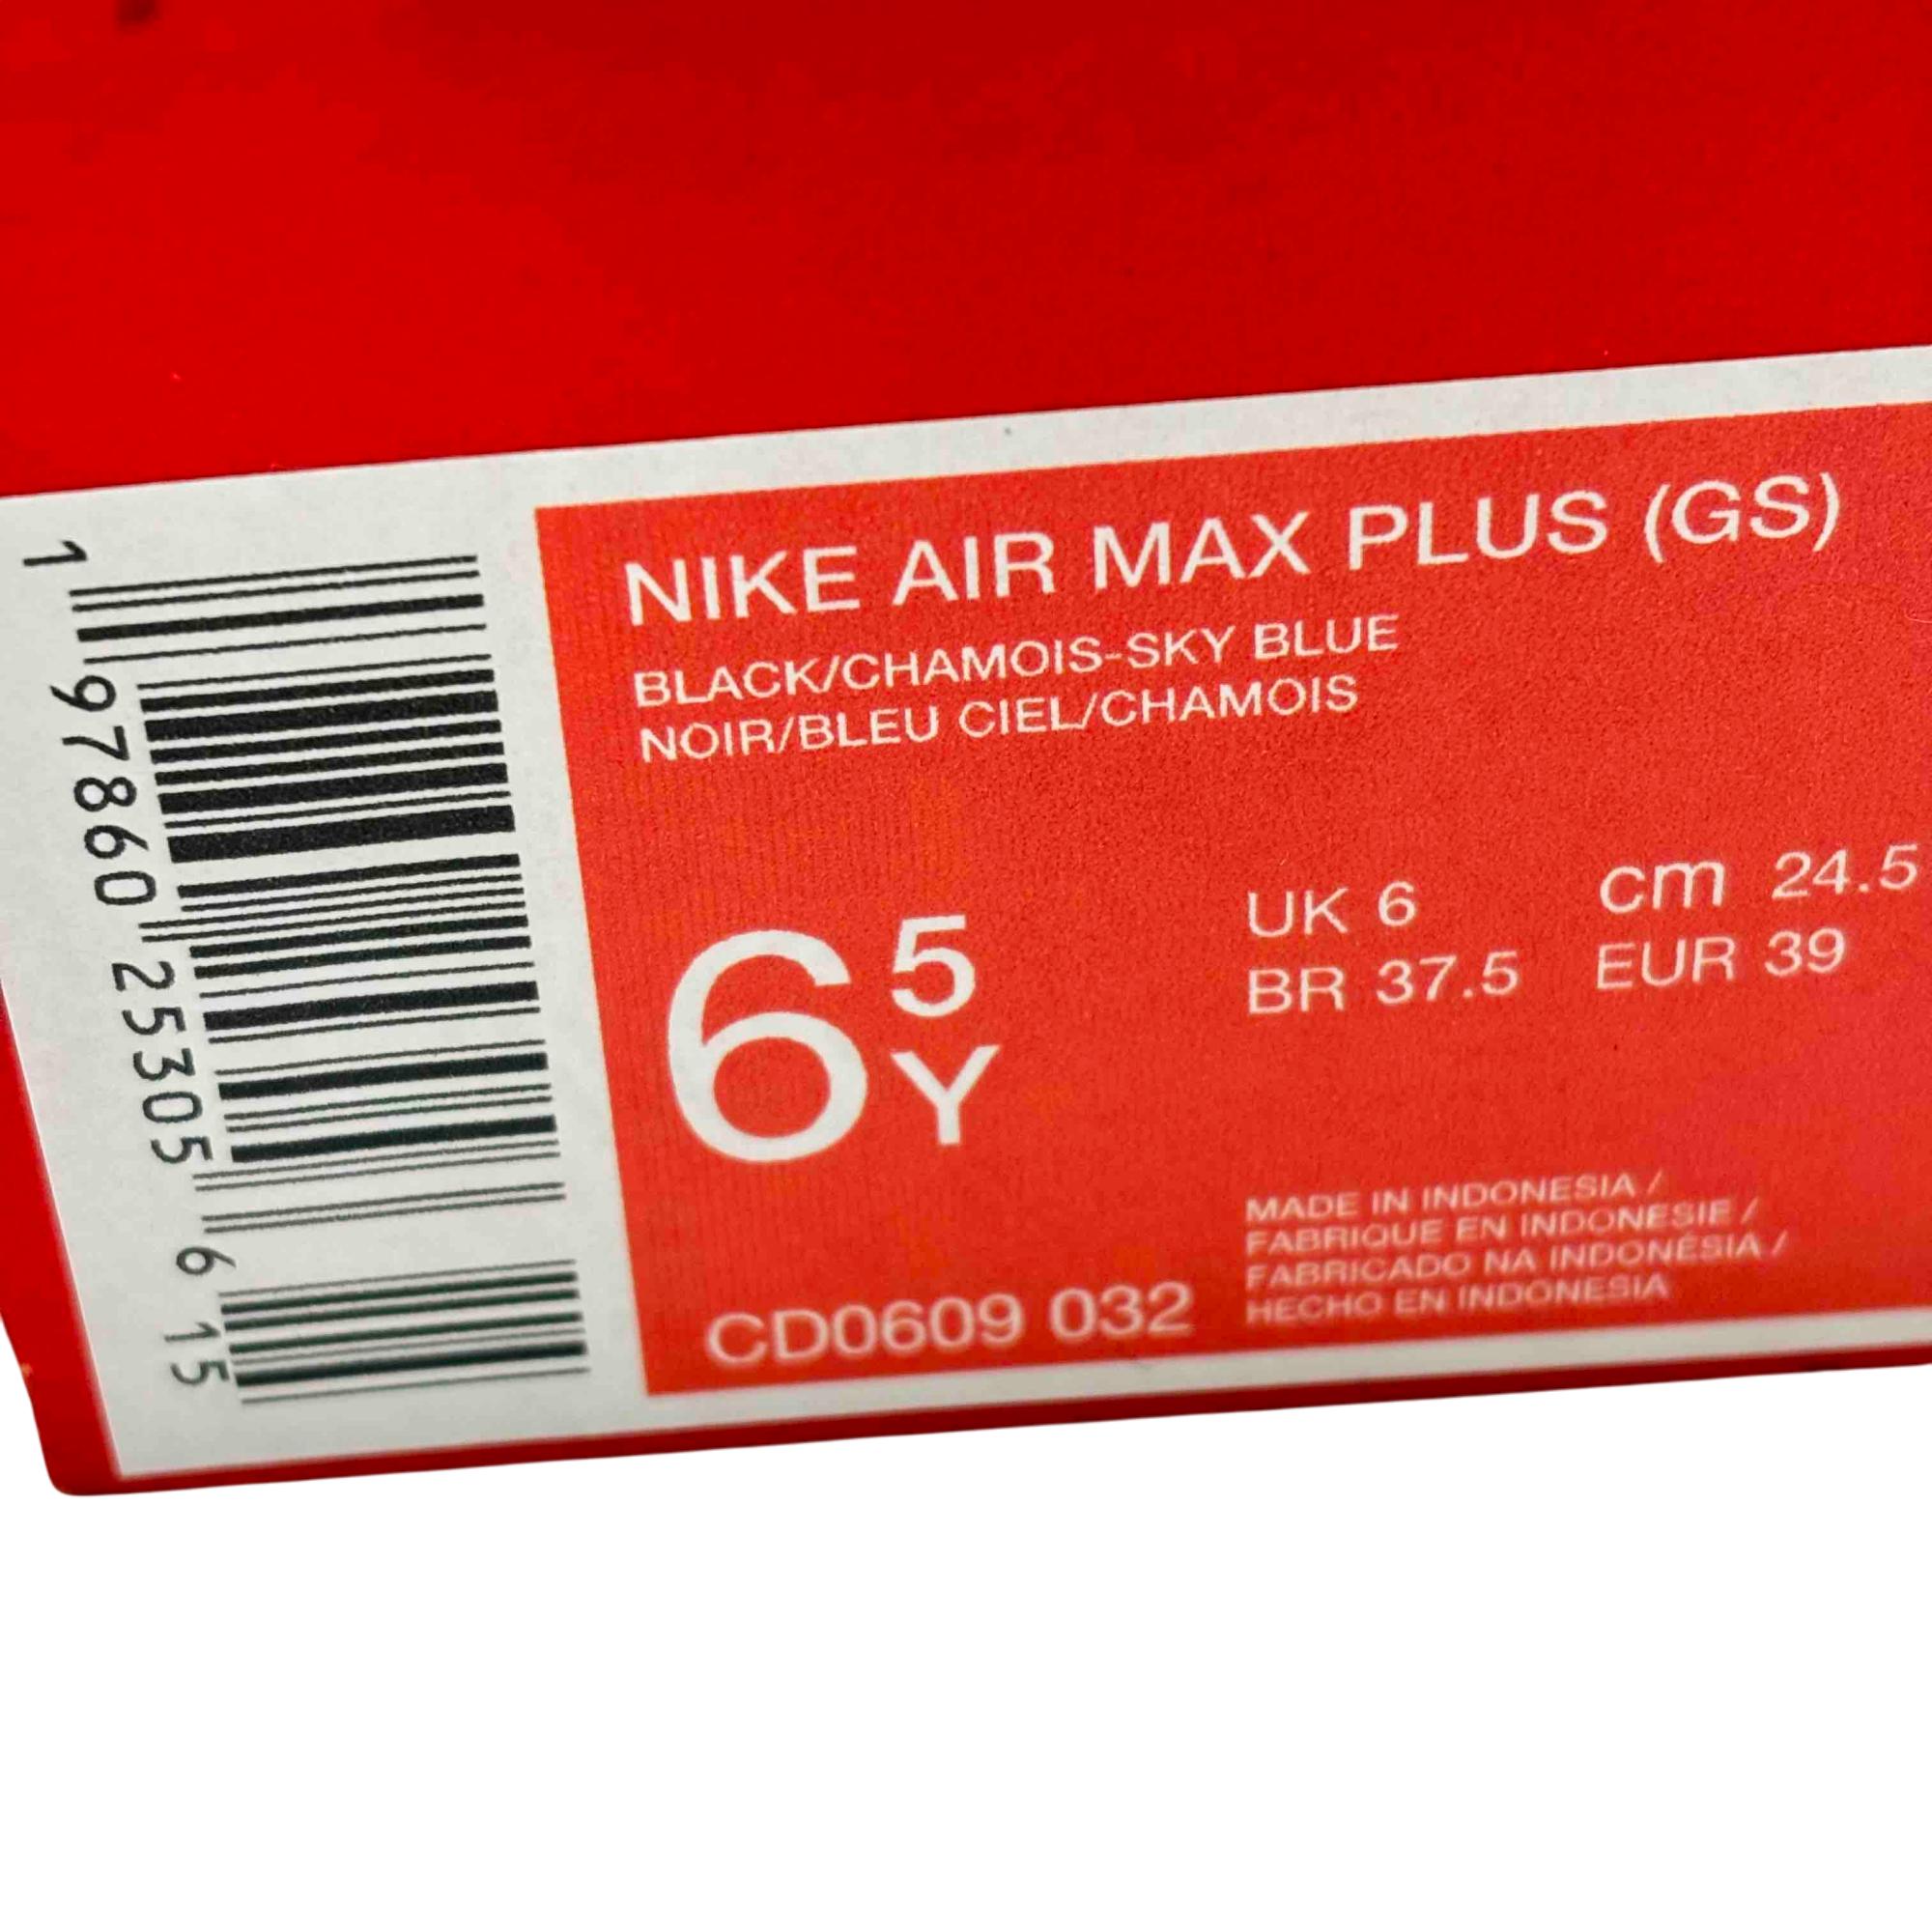 NIKE AIR MAX PLUS (GS)
BLACK/CHAMOIS-SKY BLUE
NOIR/BLEU CIEL/CHAMOIS
6 5 Y
UK 6 cm 24.5
BR 37.5 EUR 39
MADE IN INDONESIA /
FABRIQUE EN INDONESIE /
FABRICADO NA INDONÉSIA /
HECHO EN INDONESIA
CD0609 032
1 97860 25305 6 15